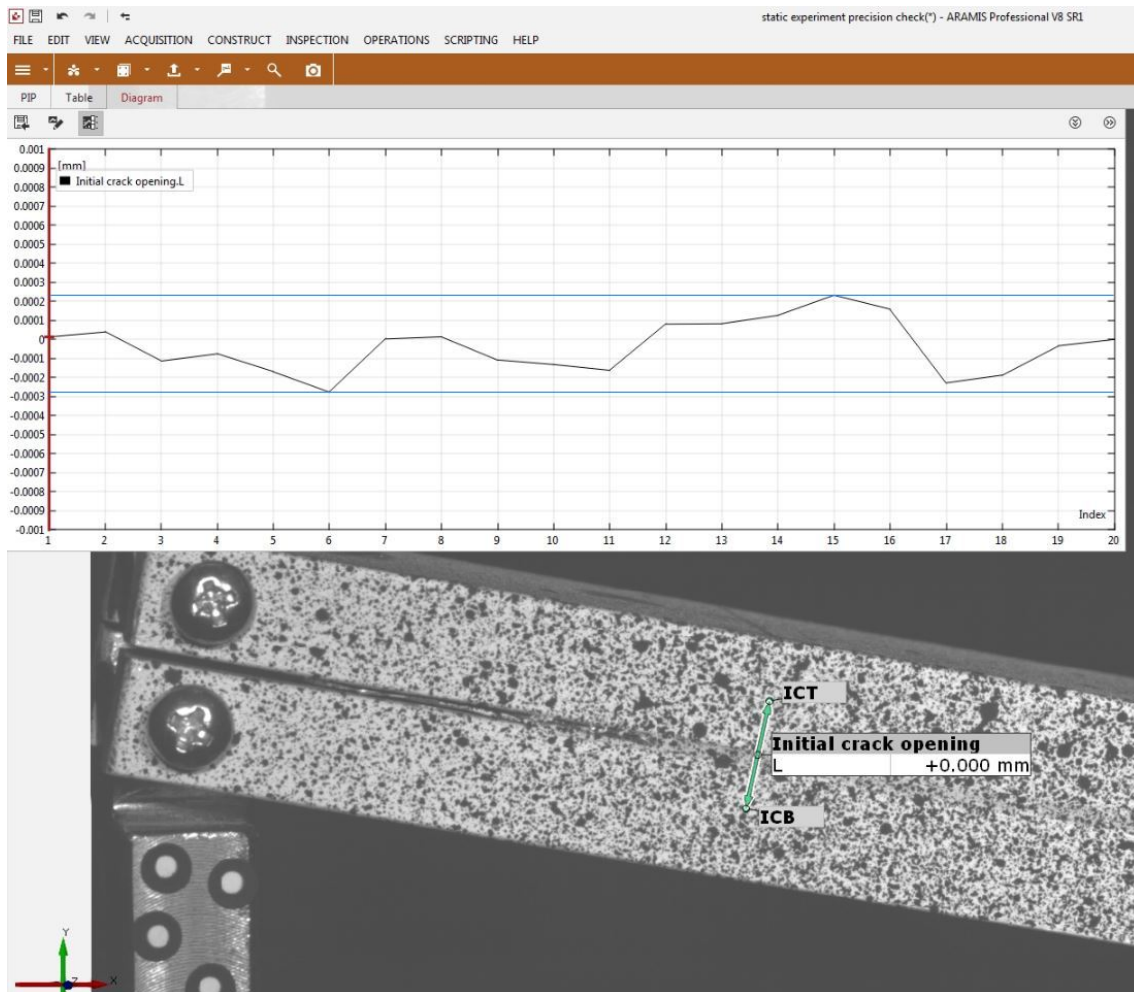 static experiment precision check(*) - ARAMIS Professional V8 SR1
FILE EDIT VIEW ACQUISITION CONSTRUCT INSPECTION OPERATIONS SCRIPTING HELP
PIP Table Diagram
0.001
0.0009 [mm]
0.0008 Initial crack opening.L
0.0007
0.0006
0.0005
0.0004
0.0003
0.0002
0.0001
0
-0.0001
-0.0002
-0.0003
-0.0004
-0.0005
-0.0006
-0.0007
-0.0008
-0.0009 Index
-0.001
1 2 3 4 5 6 7 8 9 10 11 12 13 14 15 16 17 18 19 20
ICT
Initial crack opening
L +0.000 mm
ICB
Y
Z X